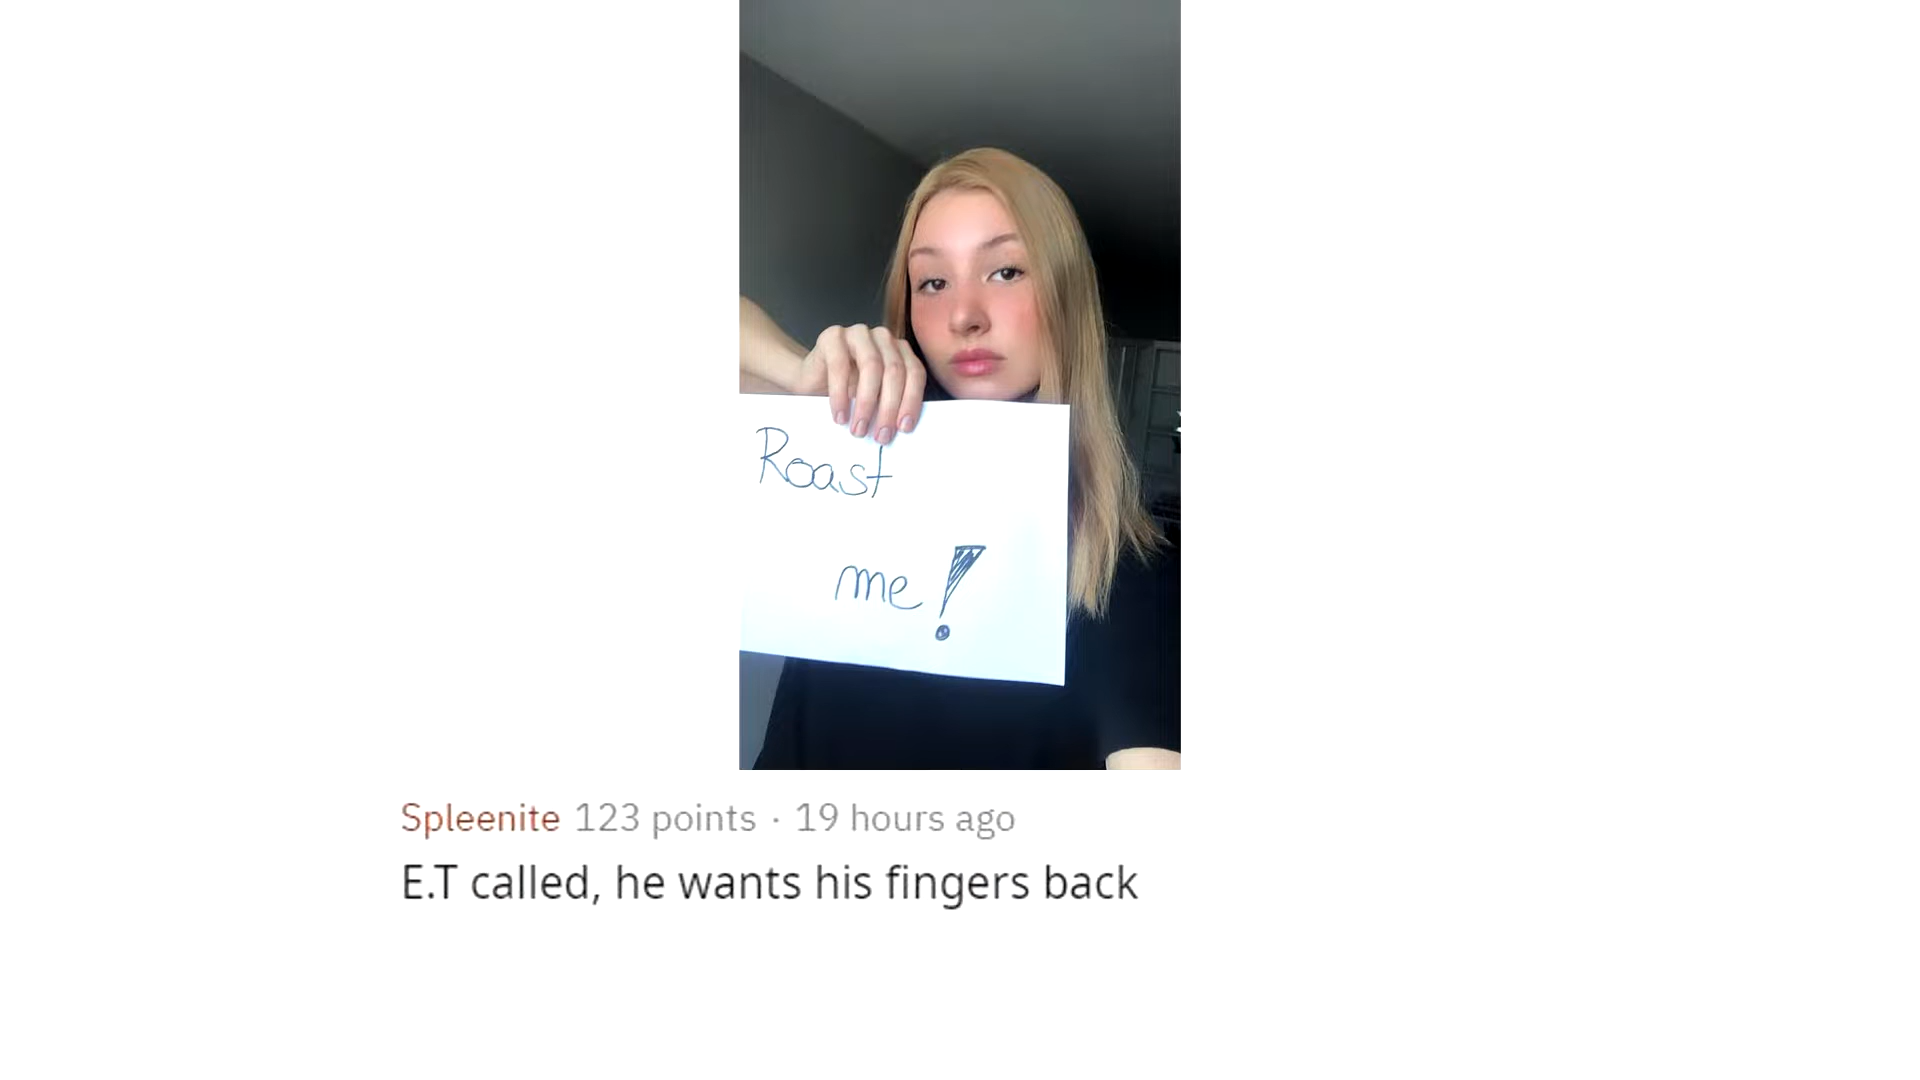 Roast
me!
Spleenite 123 points · 19 hours ago
E.T called, he wants his fingers back